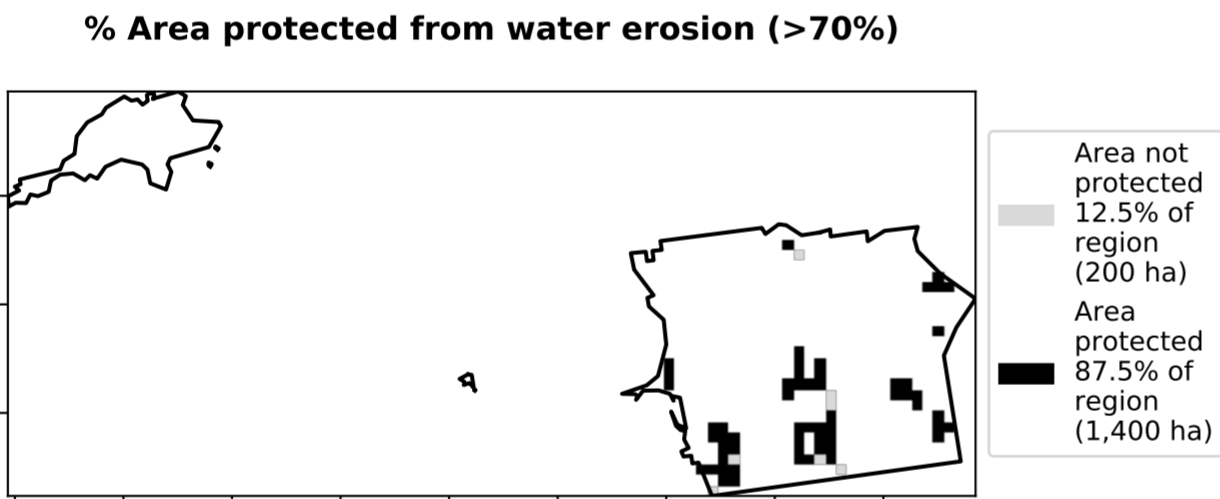 % Area protected from water erosion (>70%)
Area not
protected
12.5% of
region
(200 ha)
Area
protected
87.5% of
region
(1,400 ha)